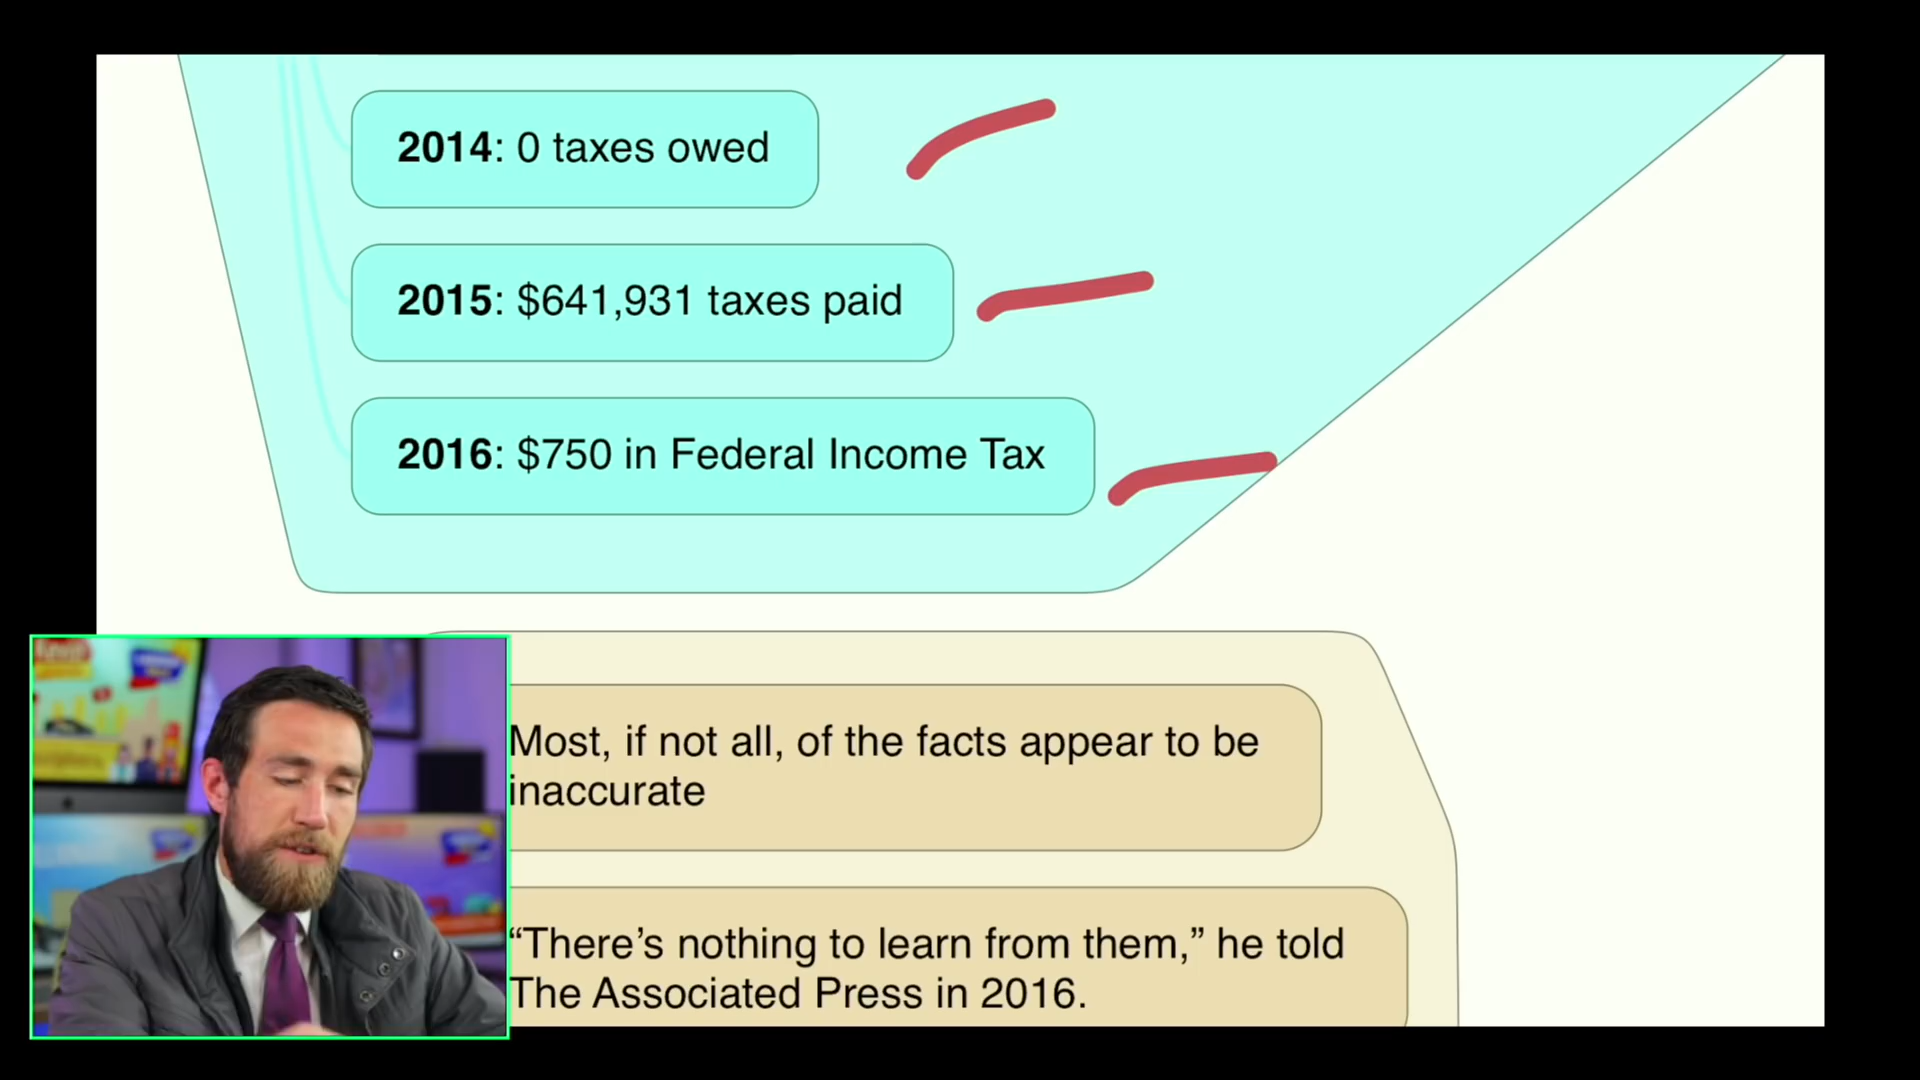 2014: 0 taxes owed
2015: $641,931 taxes paid
2016: $750 in Federal Income Tax
Most, if not all, of the facts appear to be
inaccurate
“There’s nothing to learn from them,” he told
The Associated Press in 2016.